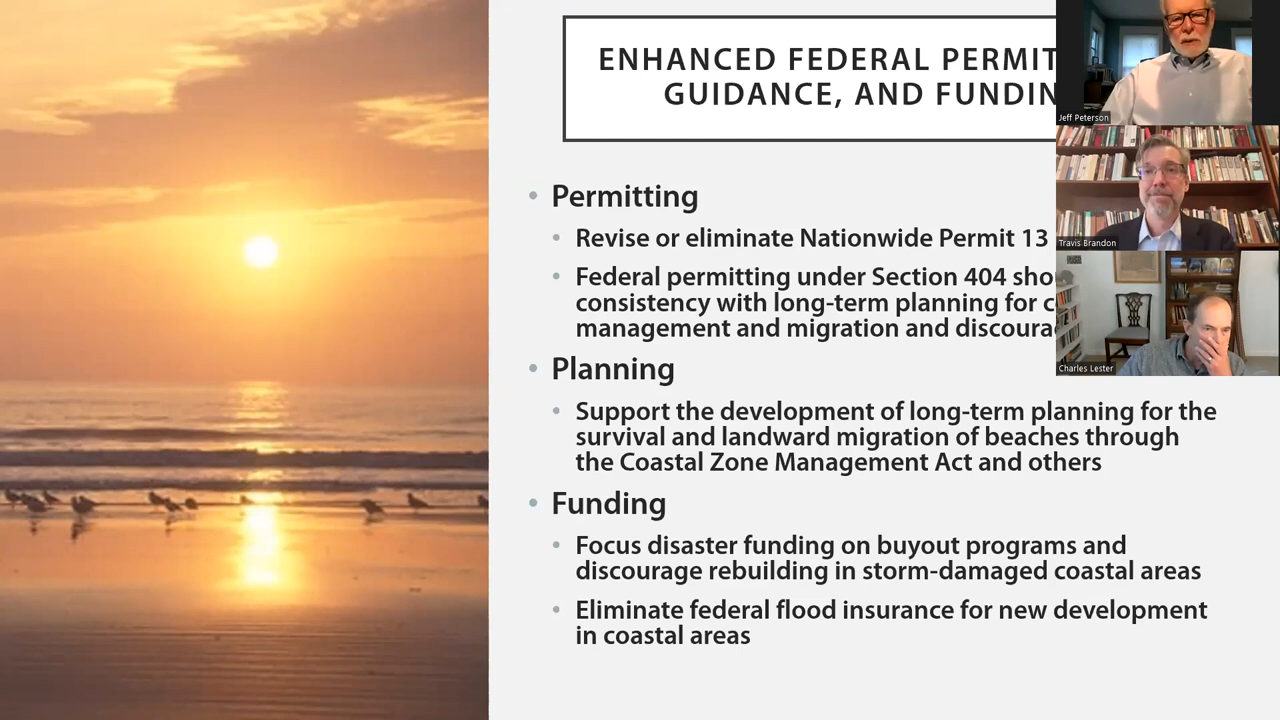 ENHANCED FEDERAL PERMIT
GUIDANCE, AND FUNDIN
Jeff Peterson
• Permitting
Travis Brandon
• Revise or eliminate Nationwide Permit 13
• Federal permitting under Section 404 sho
consistency with long-term planning for c
management and migration and discoura
Charles Lester
• Planning
• Support the development of long-term planning for the
survival and landward migration of beaches through
the Coastal Zone Management Act and others
• Funding
• Focus disaster funding on buyout programs and
discourage rebuilding in storm-damaged coastal areas
• Eliminate federal flood insurance for new development
in coastal areas